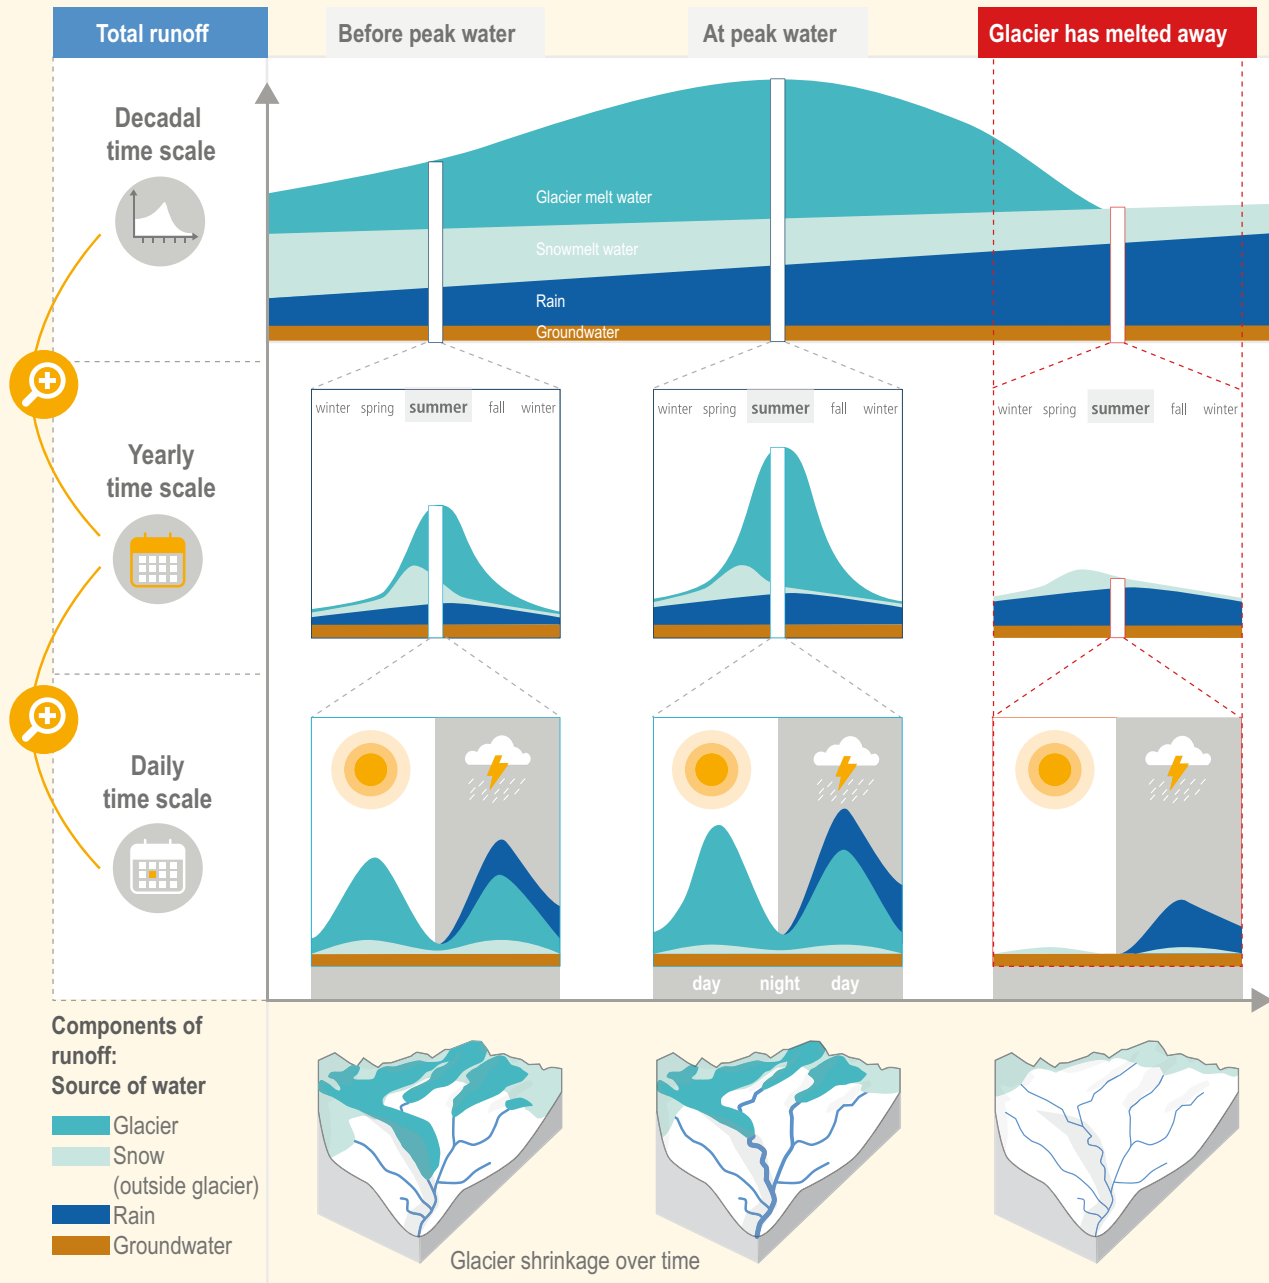 Total runoff
Before peak water
At peak water
Glacier has melted away
Decadal
time scale
Glacier melt water
Snowmelt water
Rain
Groundwater
winter spring summer fall winter
winter spring summer fall winter
winter spring summer fall winter
Yearly
time scale
Daily
time scale
day night day
Components of
runoff:
Source of water
Glacier
Snow
(outside glacier)
Rain
Groundwater
Glacier shrinkage over time